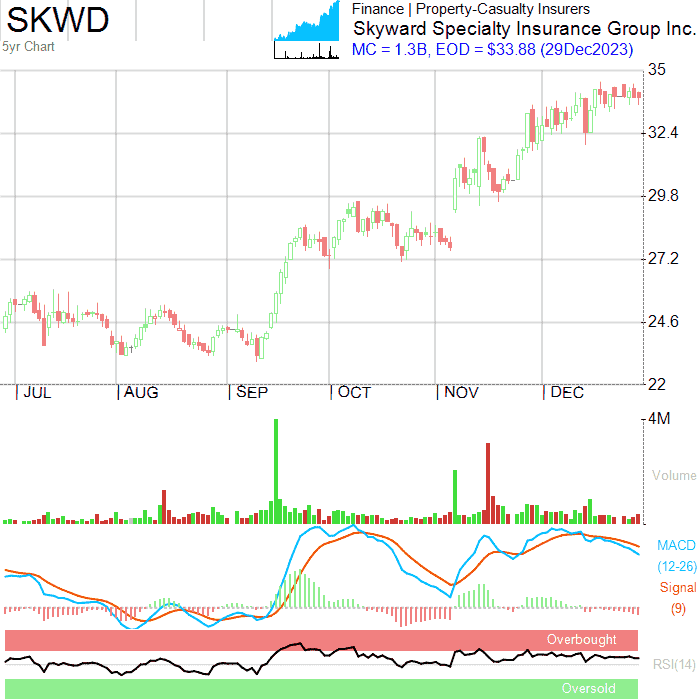 SKWD
5yr Chart
Finance | Property-Casualty Insurers
Skyward Specialty Insurance Group Inc.
MC = 1.3B, EOD = $33.88 (29Dec2023)
35
32.4
29.8
27.2
24.6
22
JUL AUG SEP OCT NOV DEC
4M
Volume
MACD
(12-26)
Signal
(9)
Overbought
RSI(14)
Oversold